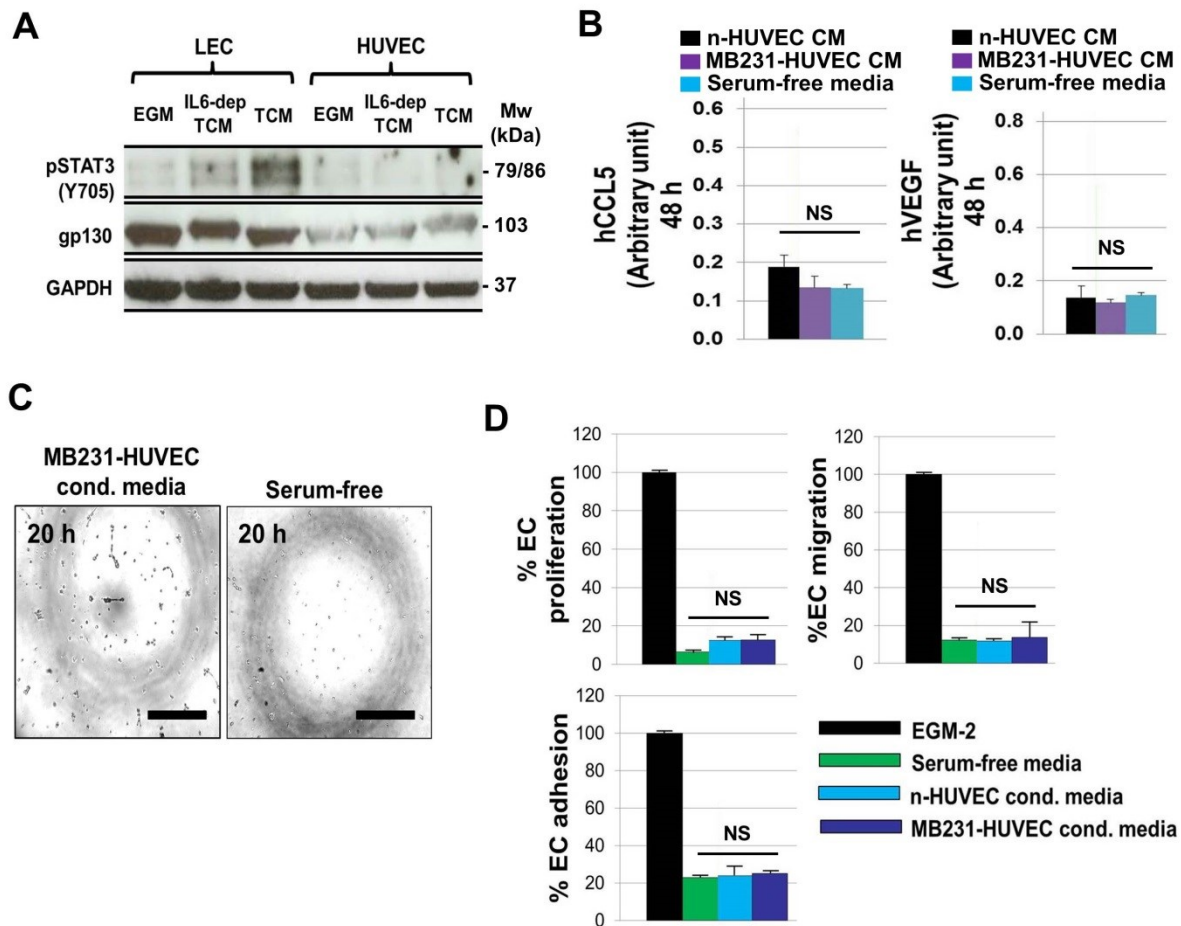 A
LEC
HUVEC
EGM
IL6-dep
TCM
TCM
EGM
IL6-dep
TCM
TCM
Mw
(kDa)
pSTAT3
(Y705)
- 79/86
gp130
- 103
GAPDH
- 37
B
n-HUVEC CM
MB231-HUVEC CM
Serum-free media
hCCL5
(Arbitrary unit)
48 h
0.6
0.5
0.4
0.3
0.2
0.1
0.0
NS
n-HUVEC CM
MB231-HUVEC CM
Serum-free media
hVEGF
(Arbitrary unit)
48 h
0.8
0.6
0.4
0.2
0.0
NS
C
MB231-HUVEC
cond. media
20 h
Serum-free
20 h
D
% EC
proliferation
120
100
80
60
40
20
0
NS
%EC migration
120
100
80
60
40
20
0
NS
% EC adhesion
120
100
80
60
40
20
0
NS
EGM-2
Serum-free media
n-HUVEC cond. media
MB231-HUVEC cond. media